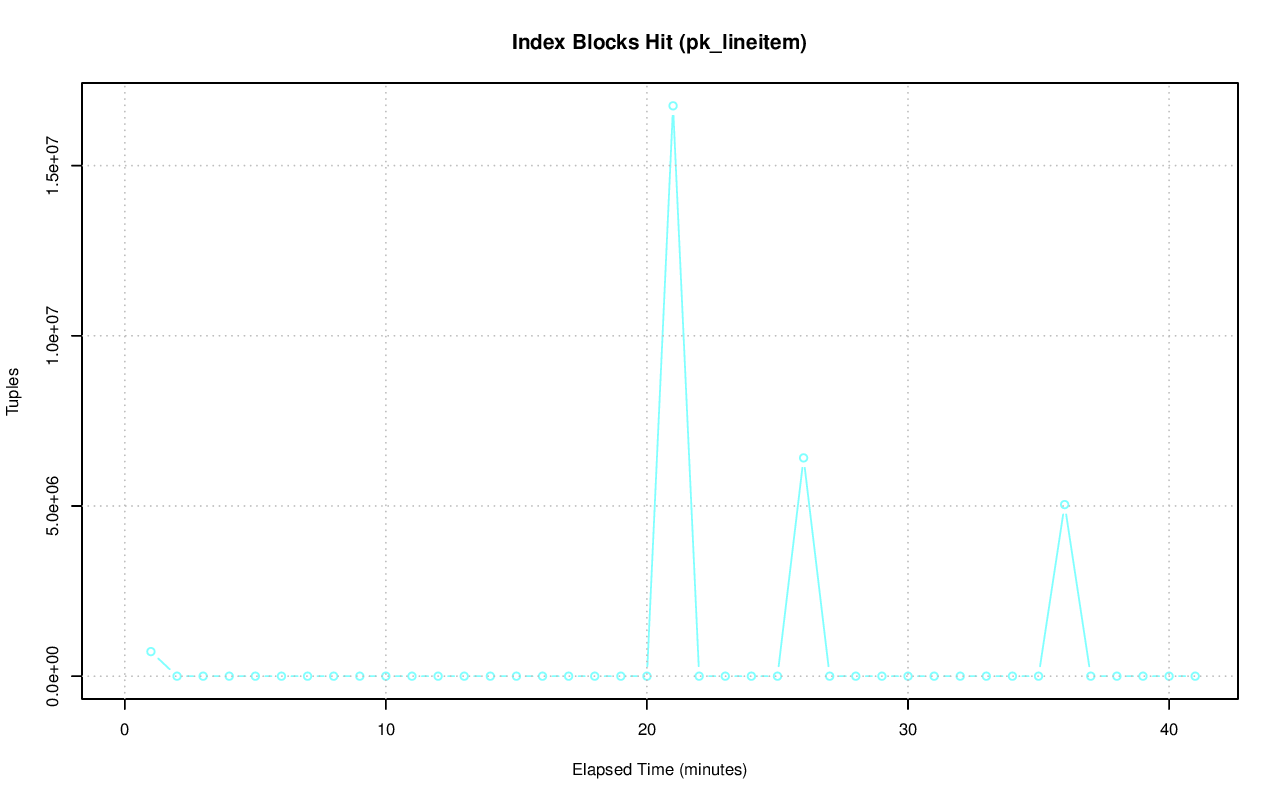 Index Blocks Hit (pk_lineitem)
Tuples
1.5e+07
1.0e+07
5.0e+06
0.0e+00
0 10 20 30 40
Elapsed Time (minutes)